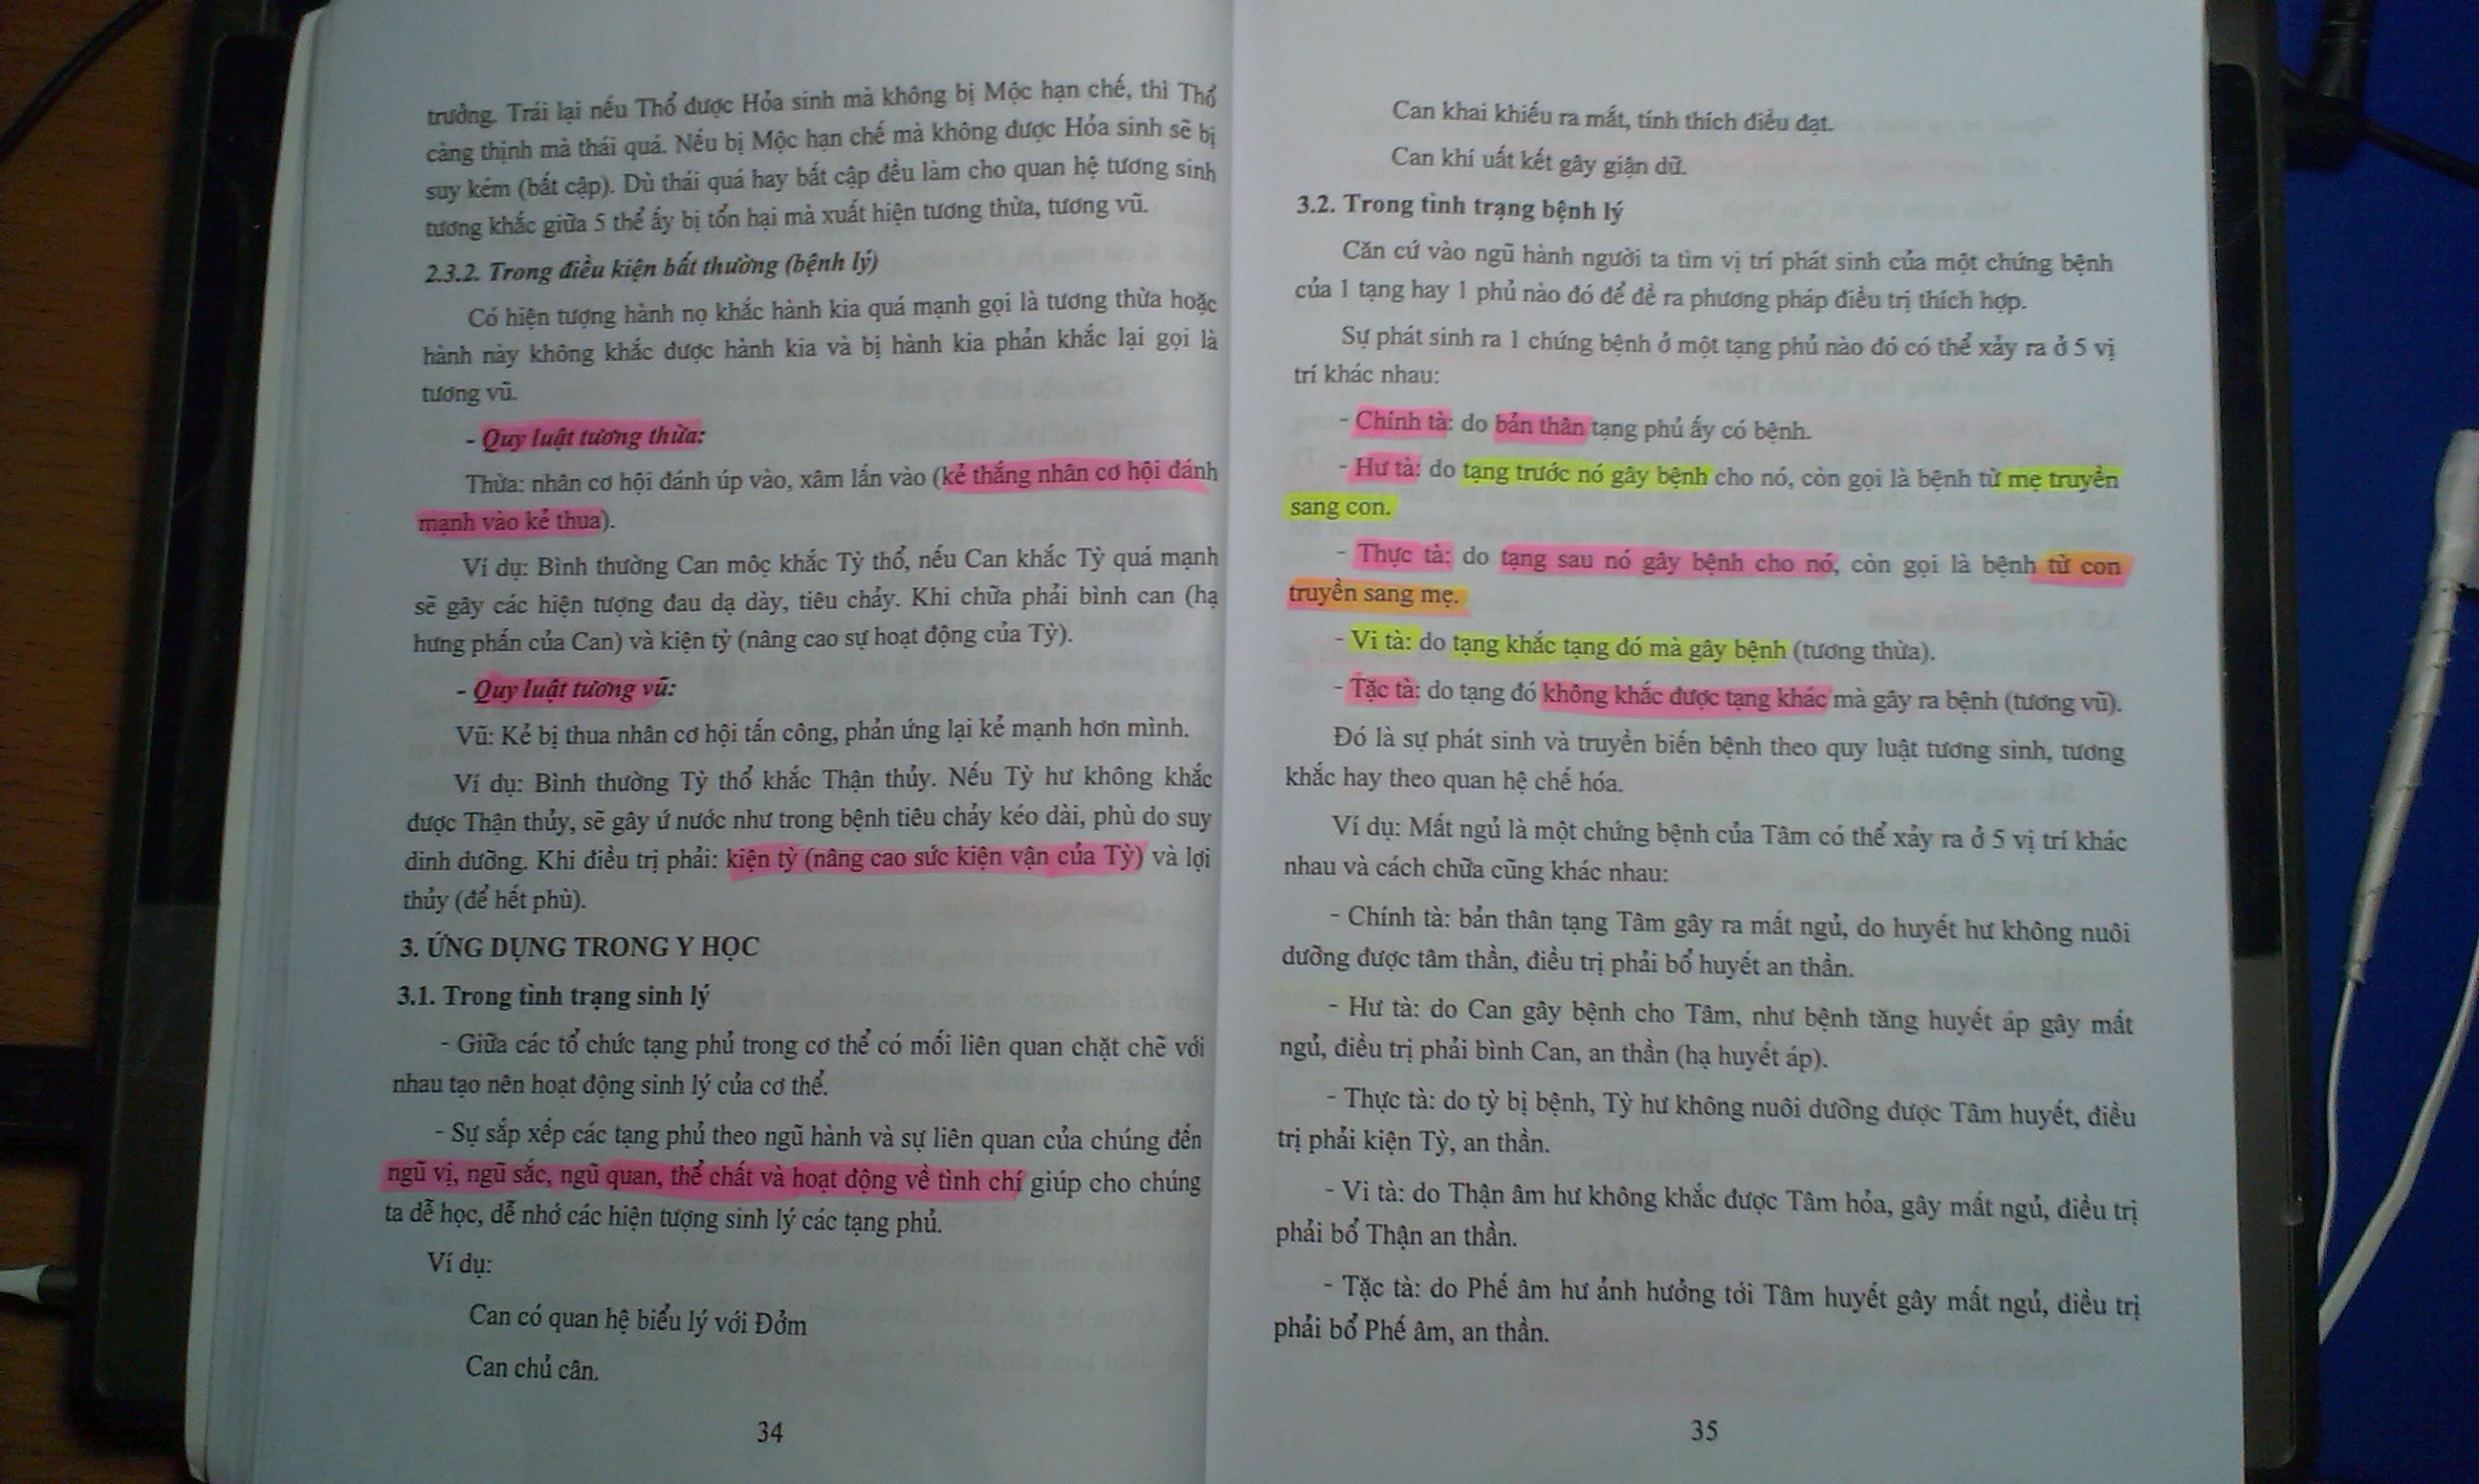 trưởng. Trái lại nếu Thổ được Hỏa sinh mà không bị Mộc hạn chế, thì Thổ
càng thịnh mà thái quá. Nếu bị Mộc hạn chế mà không được Hỏa sinh sẽ bị
suy kém (bất cập). Dù thái quá hay bất cập đều làm cho quan hệ tương sinh
tương khắc giữa 5 thể ấy bị tổn hại mà xuất hiện tương thừa, tương vũ.
2.3.2. Trong điều kiện bất thường (bệnh lý)
Có hiện tượng hành nọ khắc hành kia quá mạnh gọi là tương thừa hoặc
hành này không khắc được hành kia và bị hành kia phản khắc lại gọi là
tương vũ.
- Quy luật tương thừa:
Thừa: nhân cơ hội đánh úp vào, xâm lấn vào (kẻ thắng nhân cơ hội đánh
mạnh vào kẻ thua).
Ví dụ: Bình thường Can môc khắc Tỳ thổ, nếu Can khắc Tỳ quá mạnh
sẽ gây các hiện tượng đau dạ dày, tiêu chảy. Khi chữa phải bình can (hạ
hưng phấn của Can) và kiện tỳ (nâng cao sự hoạt động của Tỳ).
- Quy luật tương vũ:
Vũ: Kẻ bị thua nhân cơ hội tấn công, phản ứng lại kẻ mạnh hơn mình.
Ví dụ: Bình thường Tỳ thổ khắc Thận thủy. Nếu Tỳ hư không khắc
được Thận thủy, sẽ gây ứ nước như trong bệnh tiêu chảy kéo dài, phù do suy
dinh dưỡng. Khi điều trị phải: kiện tỳ (nâng cao sức kiện vận của Tỳ) và lợi
thủy (để hết phù).
3. ỨNG DỤNG TRONG Y HỌC
3.1. Trong tình trạng sinh lý
- Giữa các tổ chức tạng phủ trong cơ thể có mối liên quan chặt chẽ với
nhau tạo nên hoạt động sinh lý của cơ thể.
- Sự sắp xếp các tạng phủ theo ngũ hành và sự liên quan của chúng đến
ngũ vị, ngũ sắc, ngũ quan, thể chất và hoạt động về tình chí giúp cho chúng
ta dễ học, dễ nhớ các hiện tượng sinh lý các tạng phủ.
Ví dụ:
Can có quan hệ biểu lý với Đởm
Can chủ cân.
34
Can khai khiếu ra mắt, tính thích điều đạt.
Can khí uất kết gây giận dữ.
3.2. Trong tình trạng bệnh lý
Căn cứ vào ngũ hành người ta tìm vị trí phát sinh của một chứng bệnh
của 1 tạng hay 1 phủ nào đó để đề ra phương pháp điều trị thích hợp.
Sự phát sinh ra 1 chứng bệnh ở một tạng phủ nào đó có thể xảy ra ở 5 vị
trí khác nhau:
- Chính tà: do bản thân tạng phủ ấy có bệnh.
- Hư tà: do tạng trước nó gây bệnh cho nó, còn gọi là bệnh từ mẹ truyền
sang con.
- Thực tà: do tạng sau nó gây bệnh cho nó, còn gọi là bệnh từ con
truyền sang mẹ.
- Vi tà: do tạng khắc tạng đó mà gây bệnh (tương thừa).
- Tặc tà: do tạng đó không khắc được tạng khác mà gây ra bệnh (tương vũ).
Đó là sự phát sinh và truyền biến bệnh theo quy luật tương sinh, tương
khắc hay theo quan hệ chế hóa.
Ví dụ: Mất ngủ là một chứng bệnh của Tâm có thể xảy ra ở 5 vị trí khác
nhau và cách chữa cũng khác nhau:
- Chính tà: bản thân tạng Tâm gây ra mất ngủ, do huyết hư không nuôi
dưỡng được tâm thần, điều trị phải bổ huyết an thần.
- Hư tà: do Can gây bệnh cho Tâm, như bệnh tăng huyết áp gây mất
ngủ, điều trị phải bình Can, an thần (hạ huyết áp).
- Thực tà: do tỳ bị bệnh, Tỳ hư không nuôi dưỡng được Tâm huyết, điều
trị phải kiện Tỳ, an thần.
- Vi tà: do Thận âm hư không khắc được Tâm hỏa, gây mất ngủ, điều trị
phải bổ Thận an thần.
- Tặc tà: do Phế âm hư ảnh hưởng tới Tâm huyết gây mất ngủ, điều trị
phải bổ Phế âm, an thần.
35